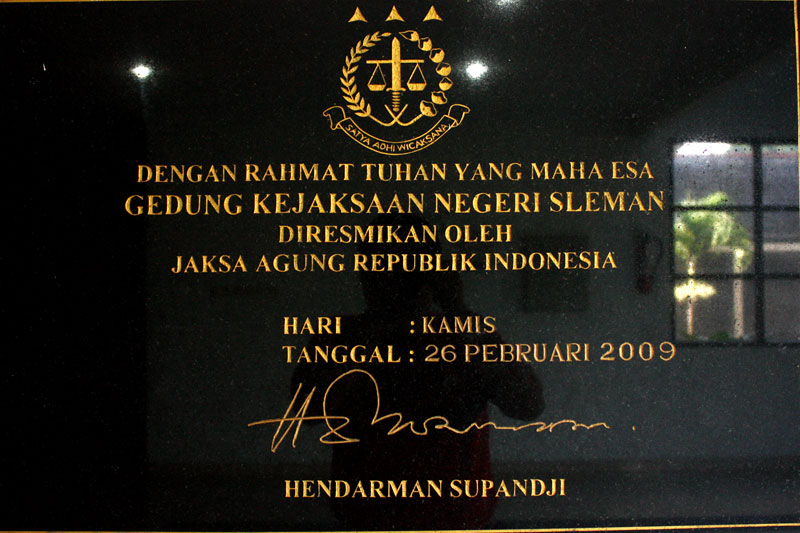 SATYA ADHI WICAKSANA
DENGAN RAHMAT TUHAN YANG MAHA ESA
GEDUNG KEJAKSAAN NEGERI SLEMAN
DIRESMIKAN OLEH
JAKSA AGUNG REPUBLIK INDONESIA
HARI : KAMIS
TANGGAL : 26 PEBRUARI 2009
HENDARMAN SUPANDJI